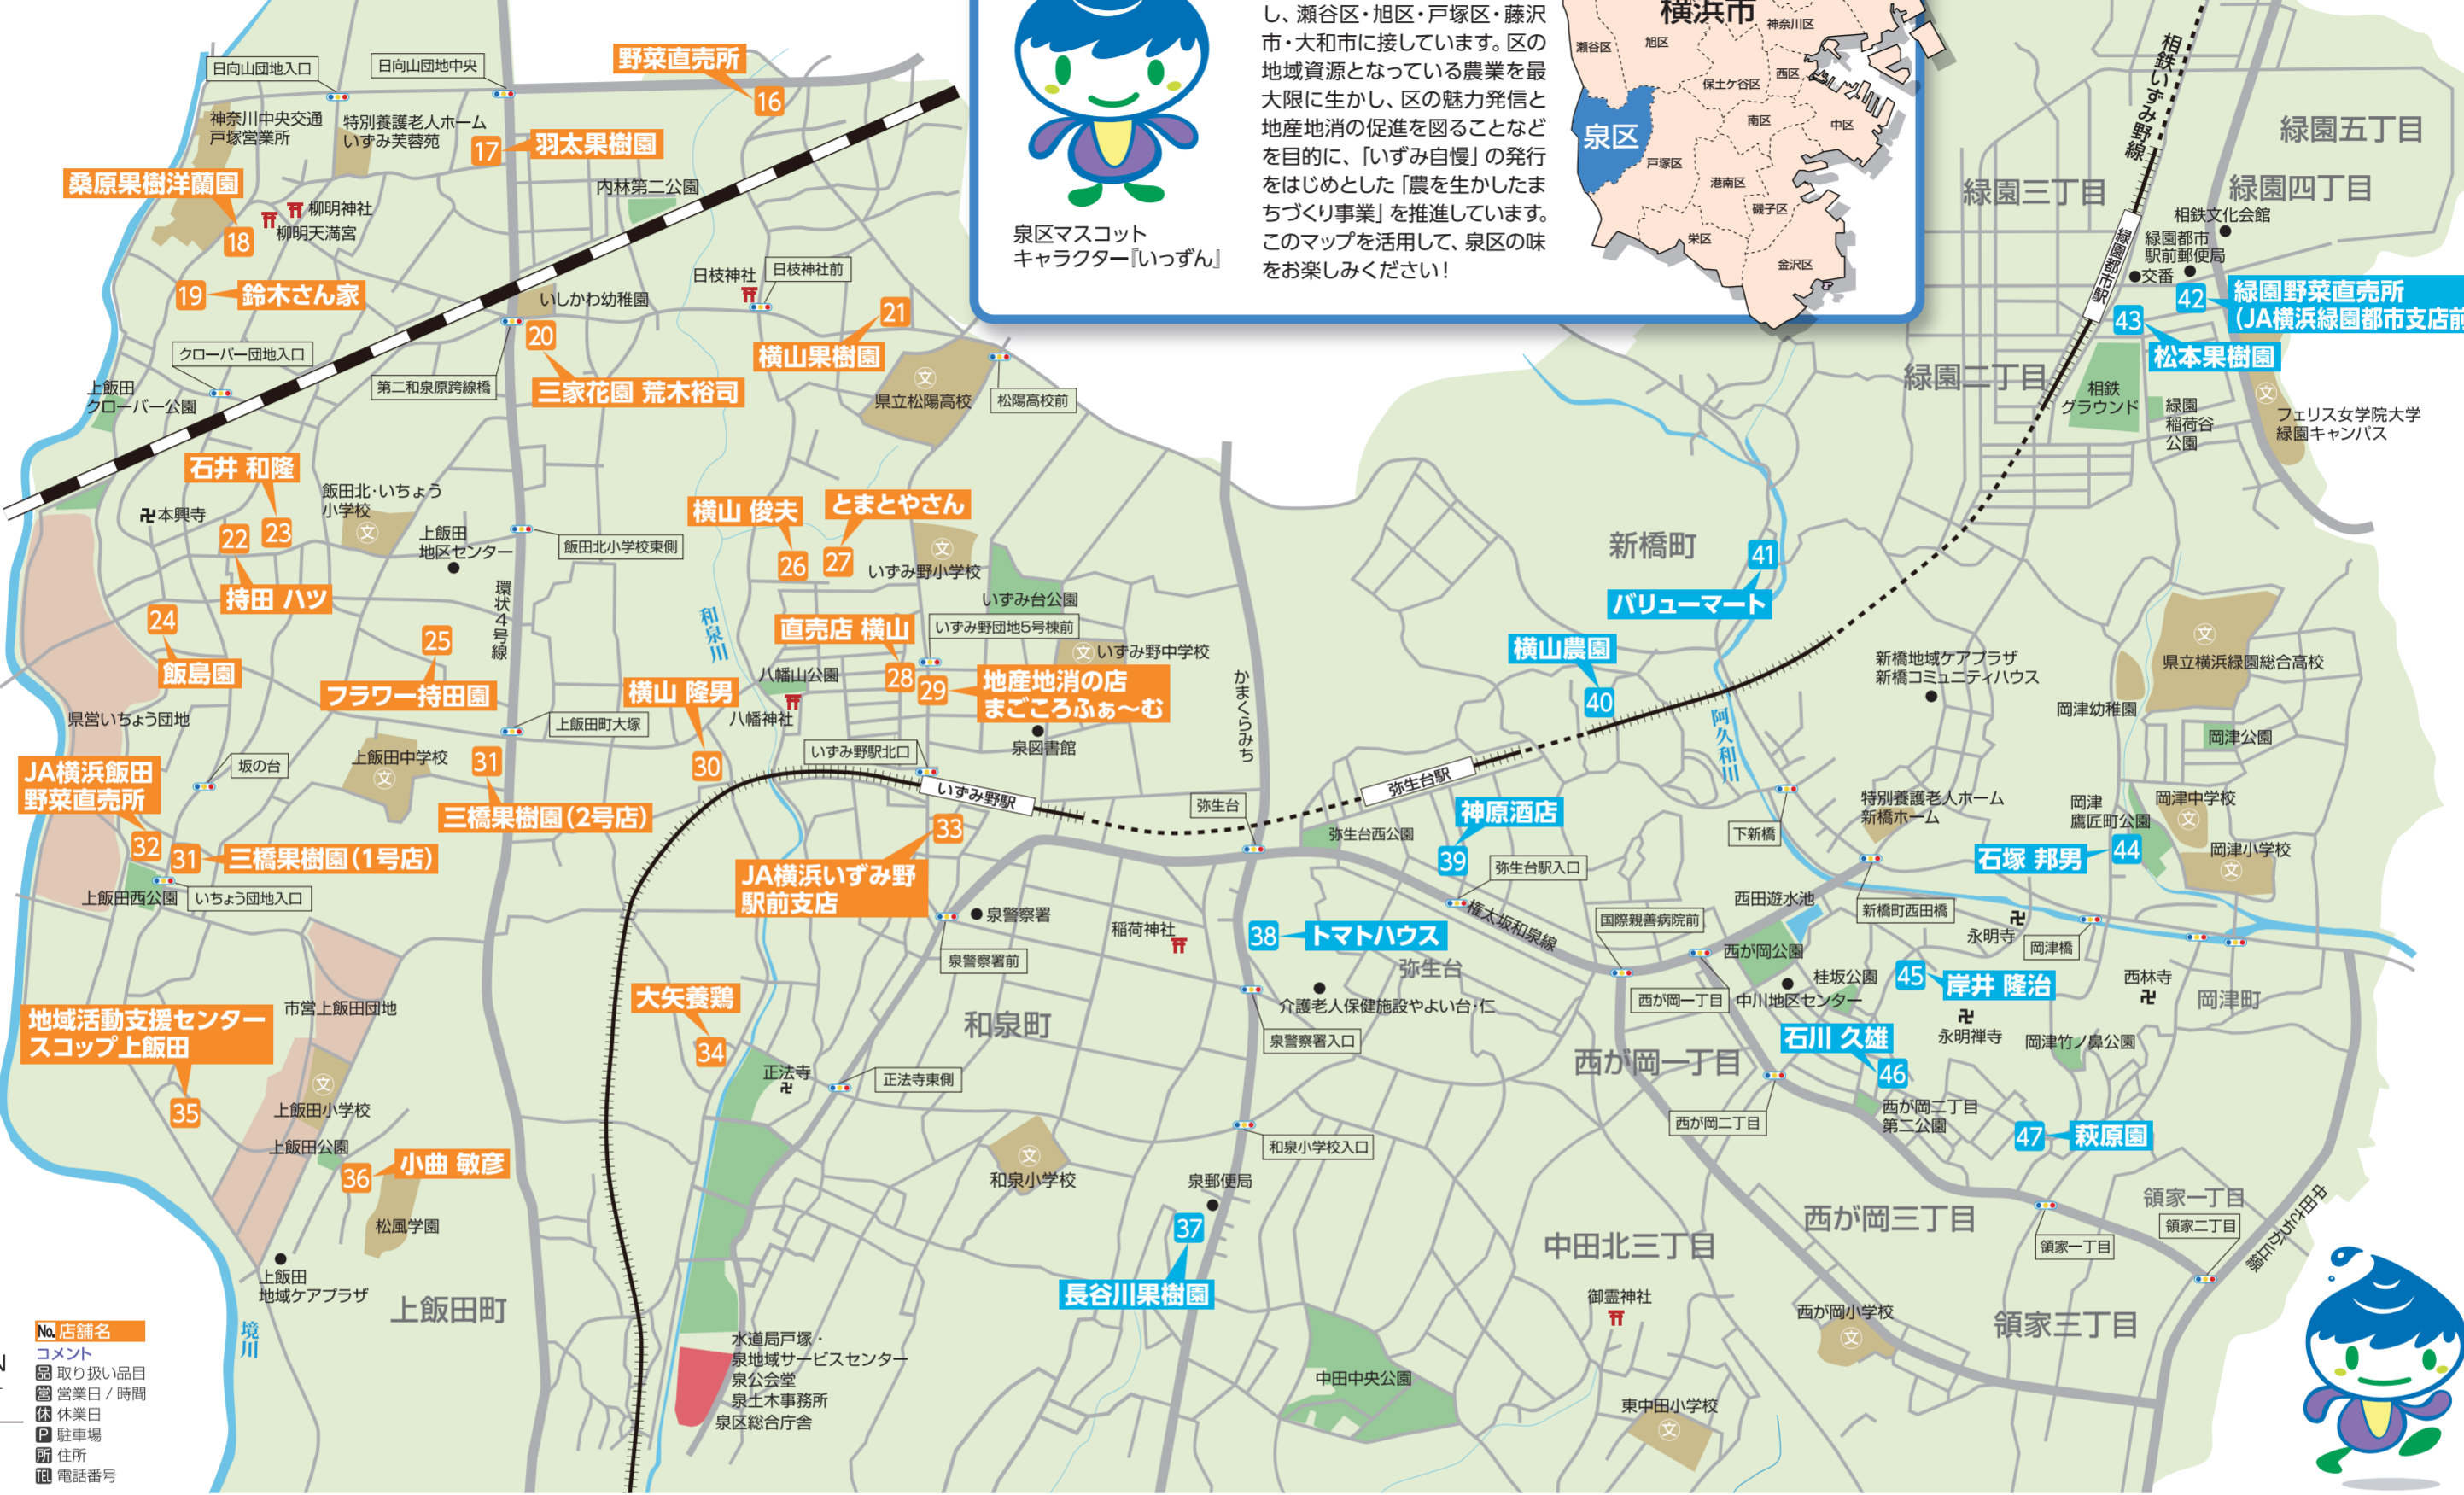 し、瀬谷区・旭区・戸塚区・藤沢
市・大和市に接しています。区の
地域資源となっている農業を最
大限に生かし、区の魅力発信と
地産地消の促進を図ることなど
を目的に、「いずみ自慢」の発行
をはじめとした「農を生かしたま
ちづくり事業」を推進しています。
このマップを活用して、泉区の味
をお楽しみください！
泉区マスコット
キャラクター『いっずん』
横浜市
神奈川区
瀬谷区
旭区
西区
保土ケ谷区
南区
中区
泉区
戸塚区
港南区
磯子区
栄区
金沢区
日向山団地入口
日向山団地中央
野菜直売所
16
神奈川中央交通
戸塚営業所
特別養護老人ホーム
いずみ芙蓉苑
17
羽太果樹園
桑原果樹洋蘭園
18
柳明神社
柳明天満宮
内林第二公園
19
鈴木さん家
いしかわ幼稚園
日枝神社
日枝神社前
20
三家花園 荒木裕司
21
横山果樹園
クローバー団地入口
第二和泉原跨線橋
上飯田
クローバー公園
文
県立松陽高校
松陽高校前
石井 和隆
飯田北・いちょう
小学校
文
本興寺
22
23
持田 ハツ
上飯田
地区センター
飯田北小学校東側
横山 俊夫
26
とまとやさん
27
文
いずみ野小学校
いずみ台公園
環状4号線
和泉川
24
飯島園
25
フラワー持田園
直売店 横山
28
いずみ野団地5号棟前
29
地産地消の店
まごころふぁ〜む
文
いずみ野中学校
かまくらみち
八幡山公園
八幡神社
横山 隆男
30
泉図書館
いずみ野駅北口
いずみ野駅
県営いちょう団地
上飯田町大塚
上飯田中学校
文
坂の台
JA横浜飯田
野菜直売所
32
31
三橋果樹園（2号店）
31
三橋果樹園（1号店）
上飯田西公園
いちょう団地入口
33
JA横浜いずみ野
駅前支店
泉警察署
泉警察署前
稲荷神社
弥生台
弥生台西公園
弥生台駅
市営上飯田団地
地域活動支援センター
スコップ上飯田
35
文
上飯田小学校
上飯田公園
36
小曲 敏彦
松風学園
上飯田
地域ケアプラザ
上飯田町
境川
大矢養鶏
34
正法寺
正法寺東側
和泉町
文
和泉小学校
泉郵便局
37
長谷川果樹園
和泉小学校入口
泉警察署入口
38
トマトハウス
弥生台
介護老人保健施設やよい台・仁
水道局戸塚・
泉地域サービスセンター
泉公会堂
泉土木事務所
泉区総合庁舎
中田中央公園
相鉄いずみ野線
緑園五丁目
緑園四丁目
緑園三丁目
緑園二丁目
相鉄文化会館
緑園都市
駅前郵便局
交番
緑園都市駅
42
緑園野菜直売所
（JA横浜緑園都市支店前
43
松本果樹園
相鉄
グラウンド
緑園
稲荷谷
公園
文
フェリス女学院大学
緑園キャンパス
新橋町
41
バリューマート
横山農園
40
阿久和川
新橋地域ケアプラザ
新橋コミュニティハウス
文
県立横浜緑園総合高校
岡津幼稚園
岡津公園
神原酒店
39
弥生台駅入口
権太坂和泉線
下新橋
特別養護老人ホーム
新橋ホーム
岡津
鷹匠町公園
岡津中学校
文
岡津小学校
文
石塚 邦男
44
西田遊水池
新橋町西田橋
永明寺
岡津橋
国際親善病院前
西が岡公園
西が岡一丁目
中川地区センター
桂坂公園
45
岸井 隆治
永明禅寺
西林寺
岡津町
岡津竹ノ鼻公園
西が岡一丁目
石川 久雄
46
西が岡二丁目
西が岡二丁目
第二公園
47
萩原園
西が岡三丁目
領家一丁目
領家一丁目
領家二丁目
中田さちが丘線
領家三丁目
中田北三丁目
御霊神社
西が岡小学校
文
東中田小学校
文
No. 店舗名
コメント
品 取り扱い品目
営 営業日 / 時間
休 休業日
P 駐車場
所 住所
TEL 電話番号